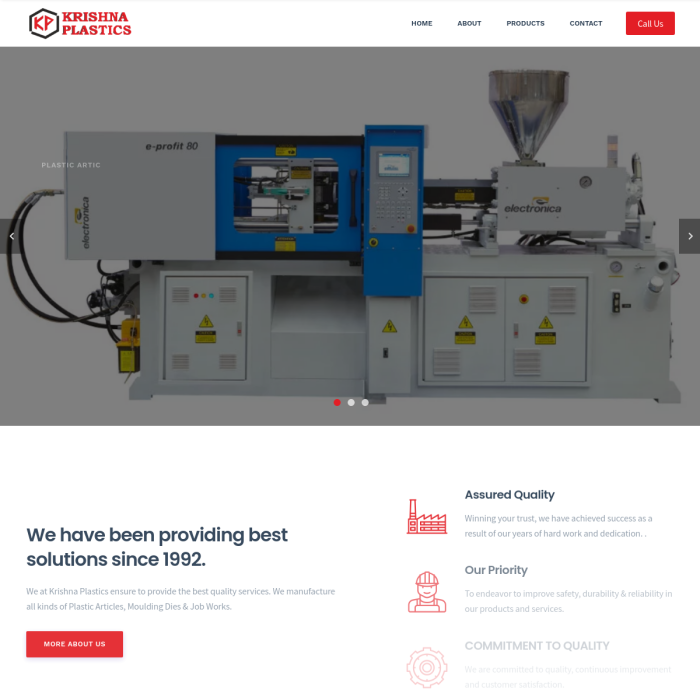 KP KRISHNA
PLASTICS
HOME ABOUT PRODUCTS CONTACT Call Us
e-profit 80
PLASTIC ARTIC
electronica
electronica
We have been providing best
solutions since 1992.
We at Krishna Plastics ensure to provide the best quality services. We manufacture
all kinds of Plastic Articles, Moulding Dies & Job Works.
MORE ABOUT US
Assured Quality
Winning your trust, we have achieved success as a
result of our years of hard work and dedication. .
Our Priority
To endeavor to improve safety, durability & reliability in
our products and services.
COMMITMENT TO QUALITY
We are committed to quality, continuous improvement
and customer satisfaction.